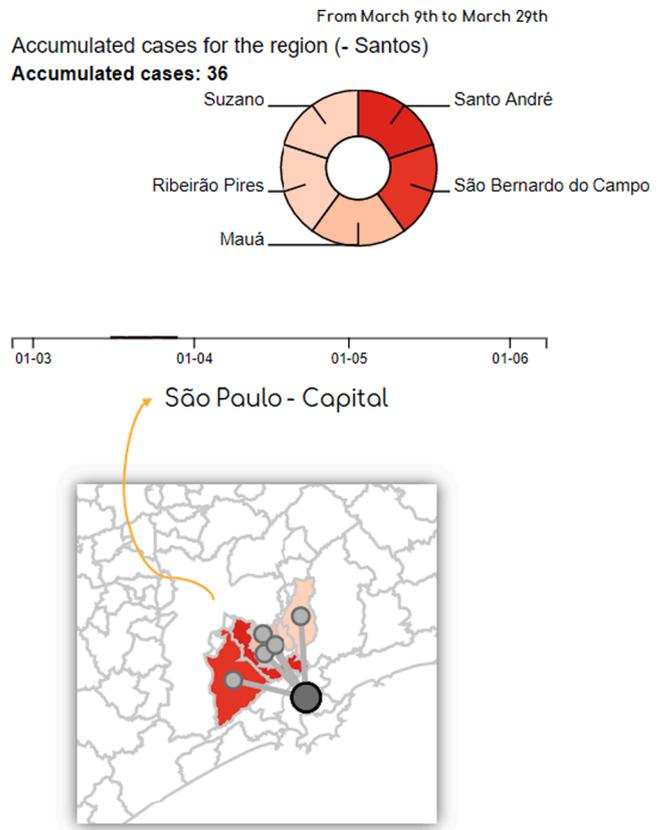 From March 9th to March 29th
Accumulated cases for the region (- Santos)
Accumulated cases: 36
Suzano
Santo André
Ribeirão Pires
São Bernardo do Campo
Mauá
01-03
01-04
01-05
01-06
São Paulo - Capital